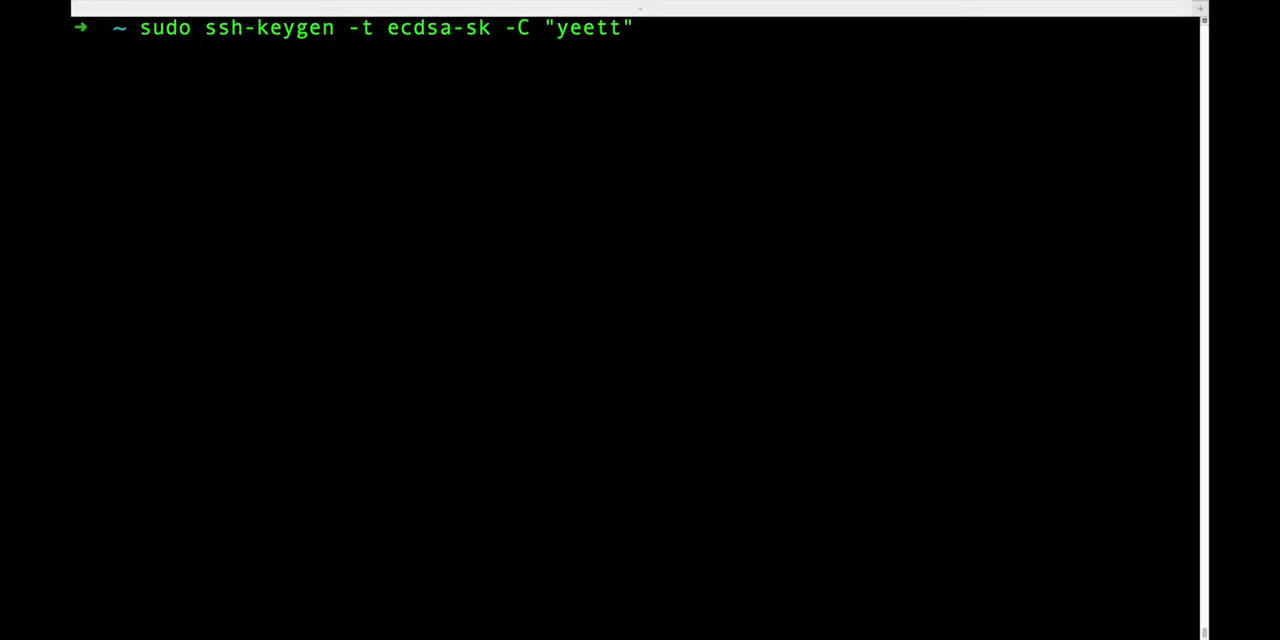 ➜ ~ sudo ssh-keygen -t ecdsa-sk -C "yeett"